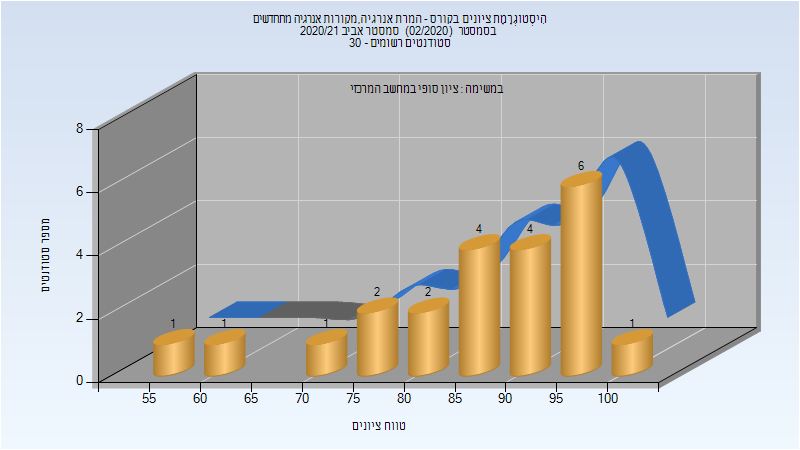 היסטוגרמת ציונים בקורס - המרת אנרגיה,מקורות אנרגיה מתחדשים
בסמסטר (02/2020) סמסטר אביב 2020/21
סטודנטים רשומים - 30
במשימה : ציון סופי במחשב המרכזי
מספר סטודנטים
8
6
4
2
0
1
1
1
2
2
4
4
6
1
55 60 65 70 75 80 85 90 95 100
טווח ציונים